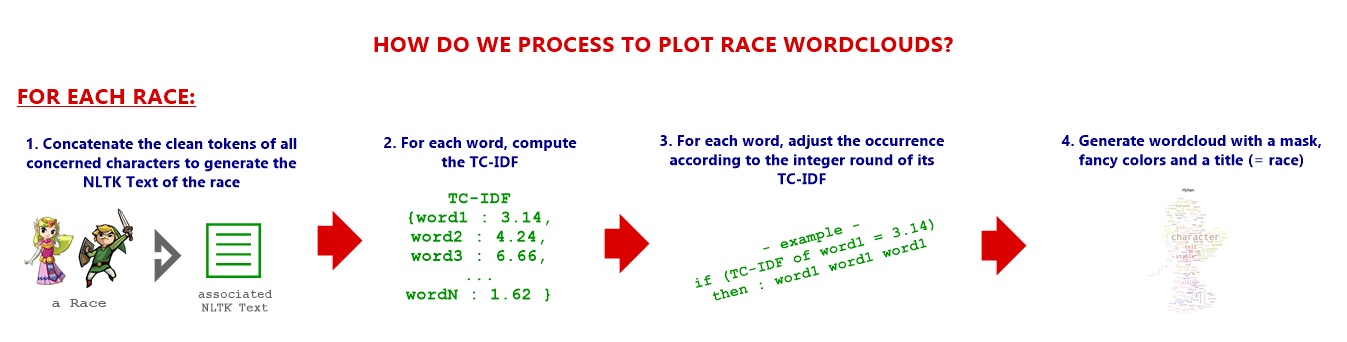 HOW DO WE PROCESS TO PLOT RACE WORDCLOUDS?
FOR EACH RACE:
1. Concatenate the clean tokens of all
concerned characters to generate the
NLTK Text of the race
a Race
associated
NLTK Text
2. For each word, compute
the TC-IDF
TC-IDF
{word1 : 3.14,
word2 : 4.24,
word3 : 6.66,
...
wordN : 1.62 }
3. For each word, adjust the occurrence
according to the integer round of its
TC-IDF
- example -
if (TC-IDF of word1 = 3.14)
then : word1 word1 word1
4. Generate wordcloud with a mask,
fancy colors and a title (= race)
Hylian
character
tell
stable